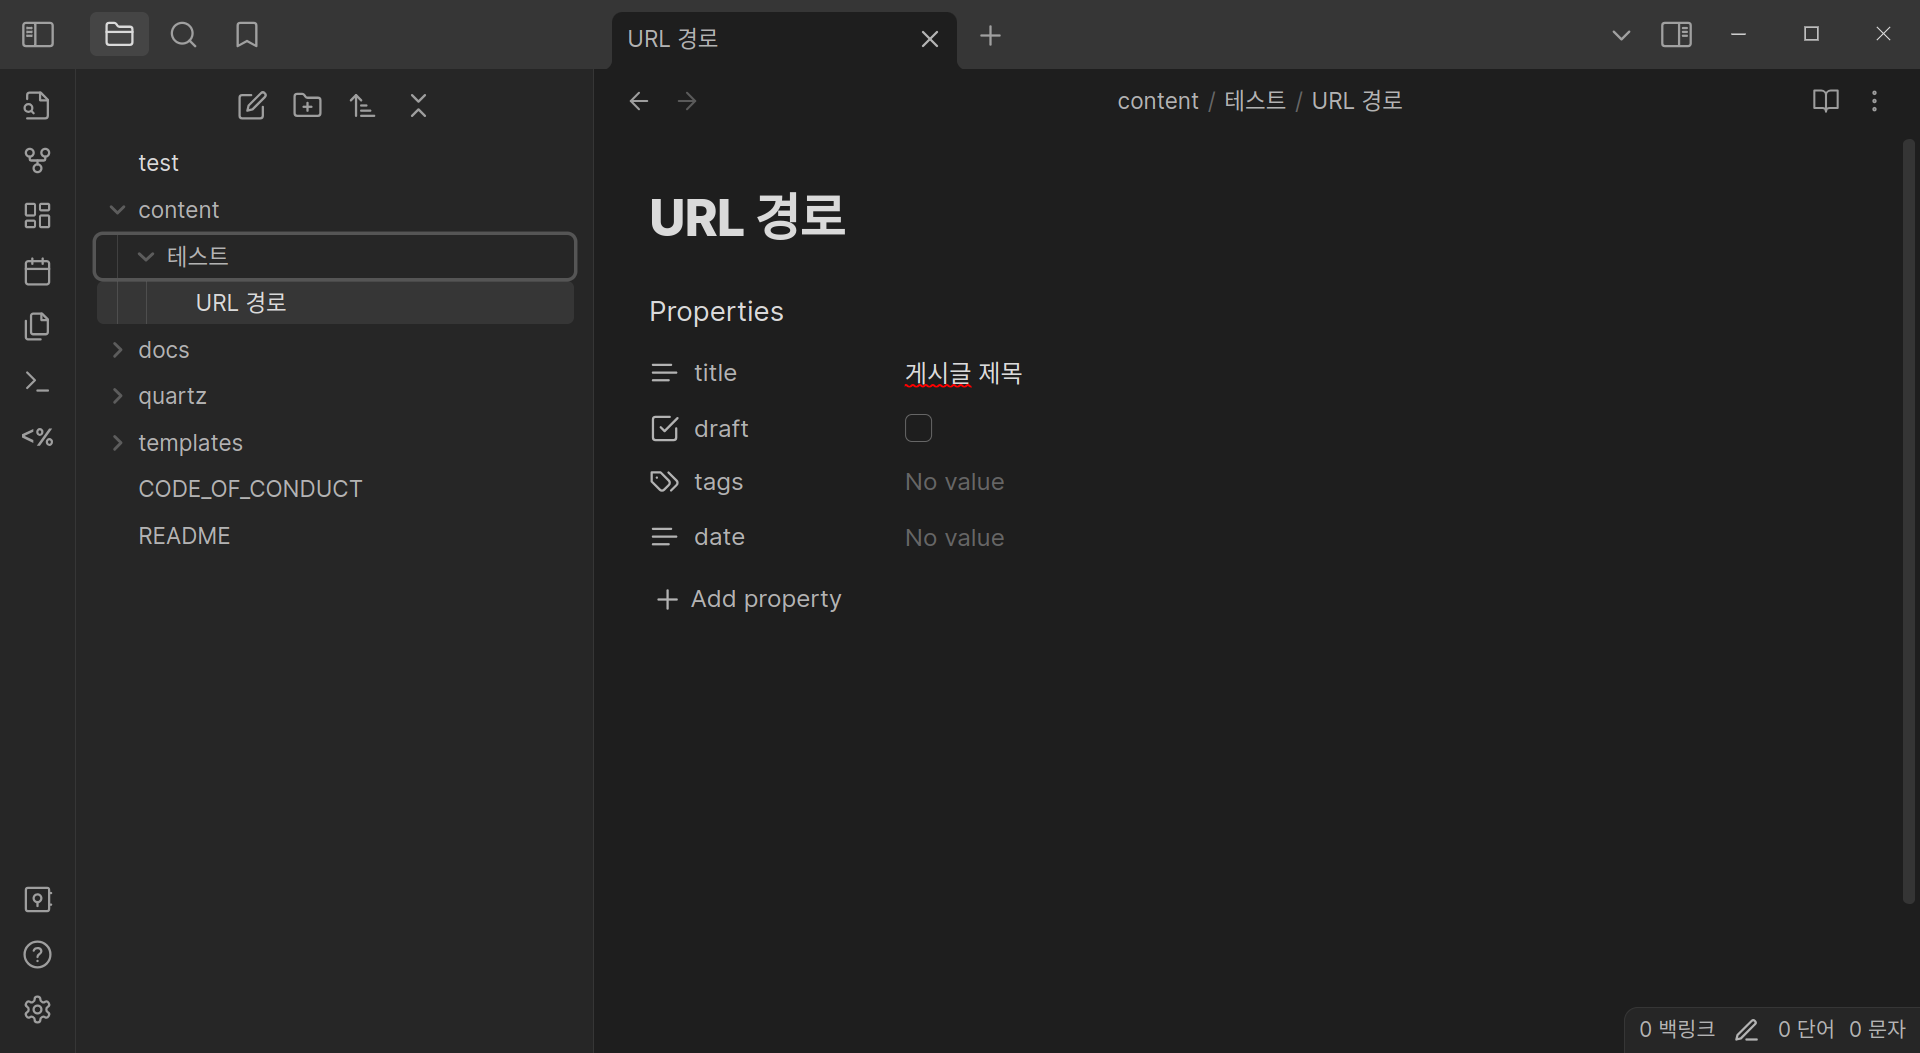 URL 경로
content / 테스트 / URL 경로
test
content
테스트
URL 경로
docs
quartz
templates
CODE_OF_CONDUCT
README
<%
URL 경로
Properties
title 게시글 제목
draft
tags No value
date No value
Add property
0 백링크 0 단어 0 문자